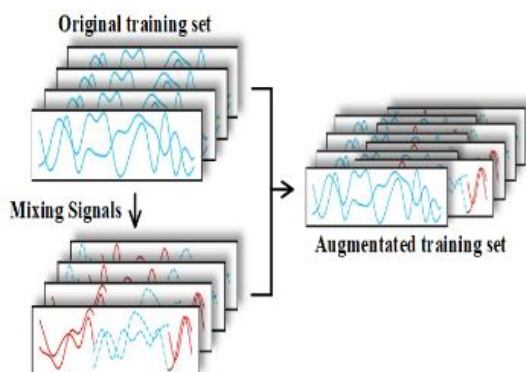 Original training set
Mixing Signals
Augmentated training set